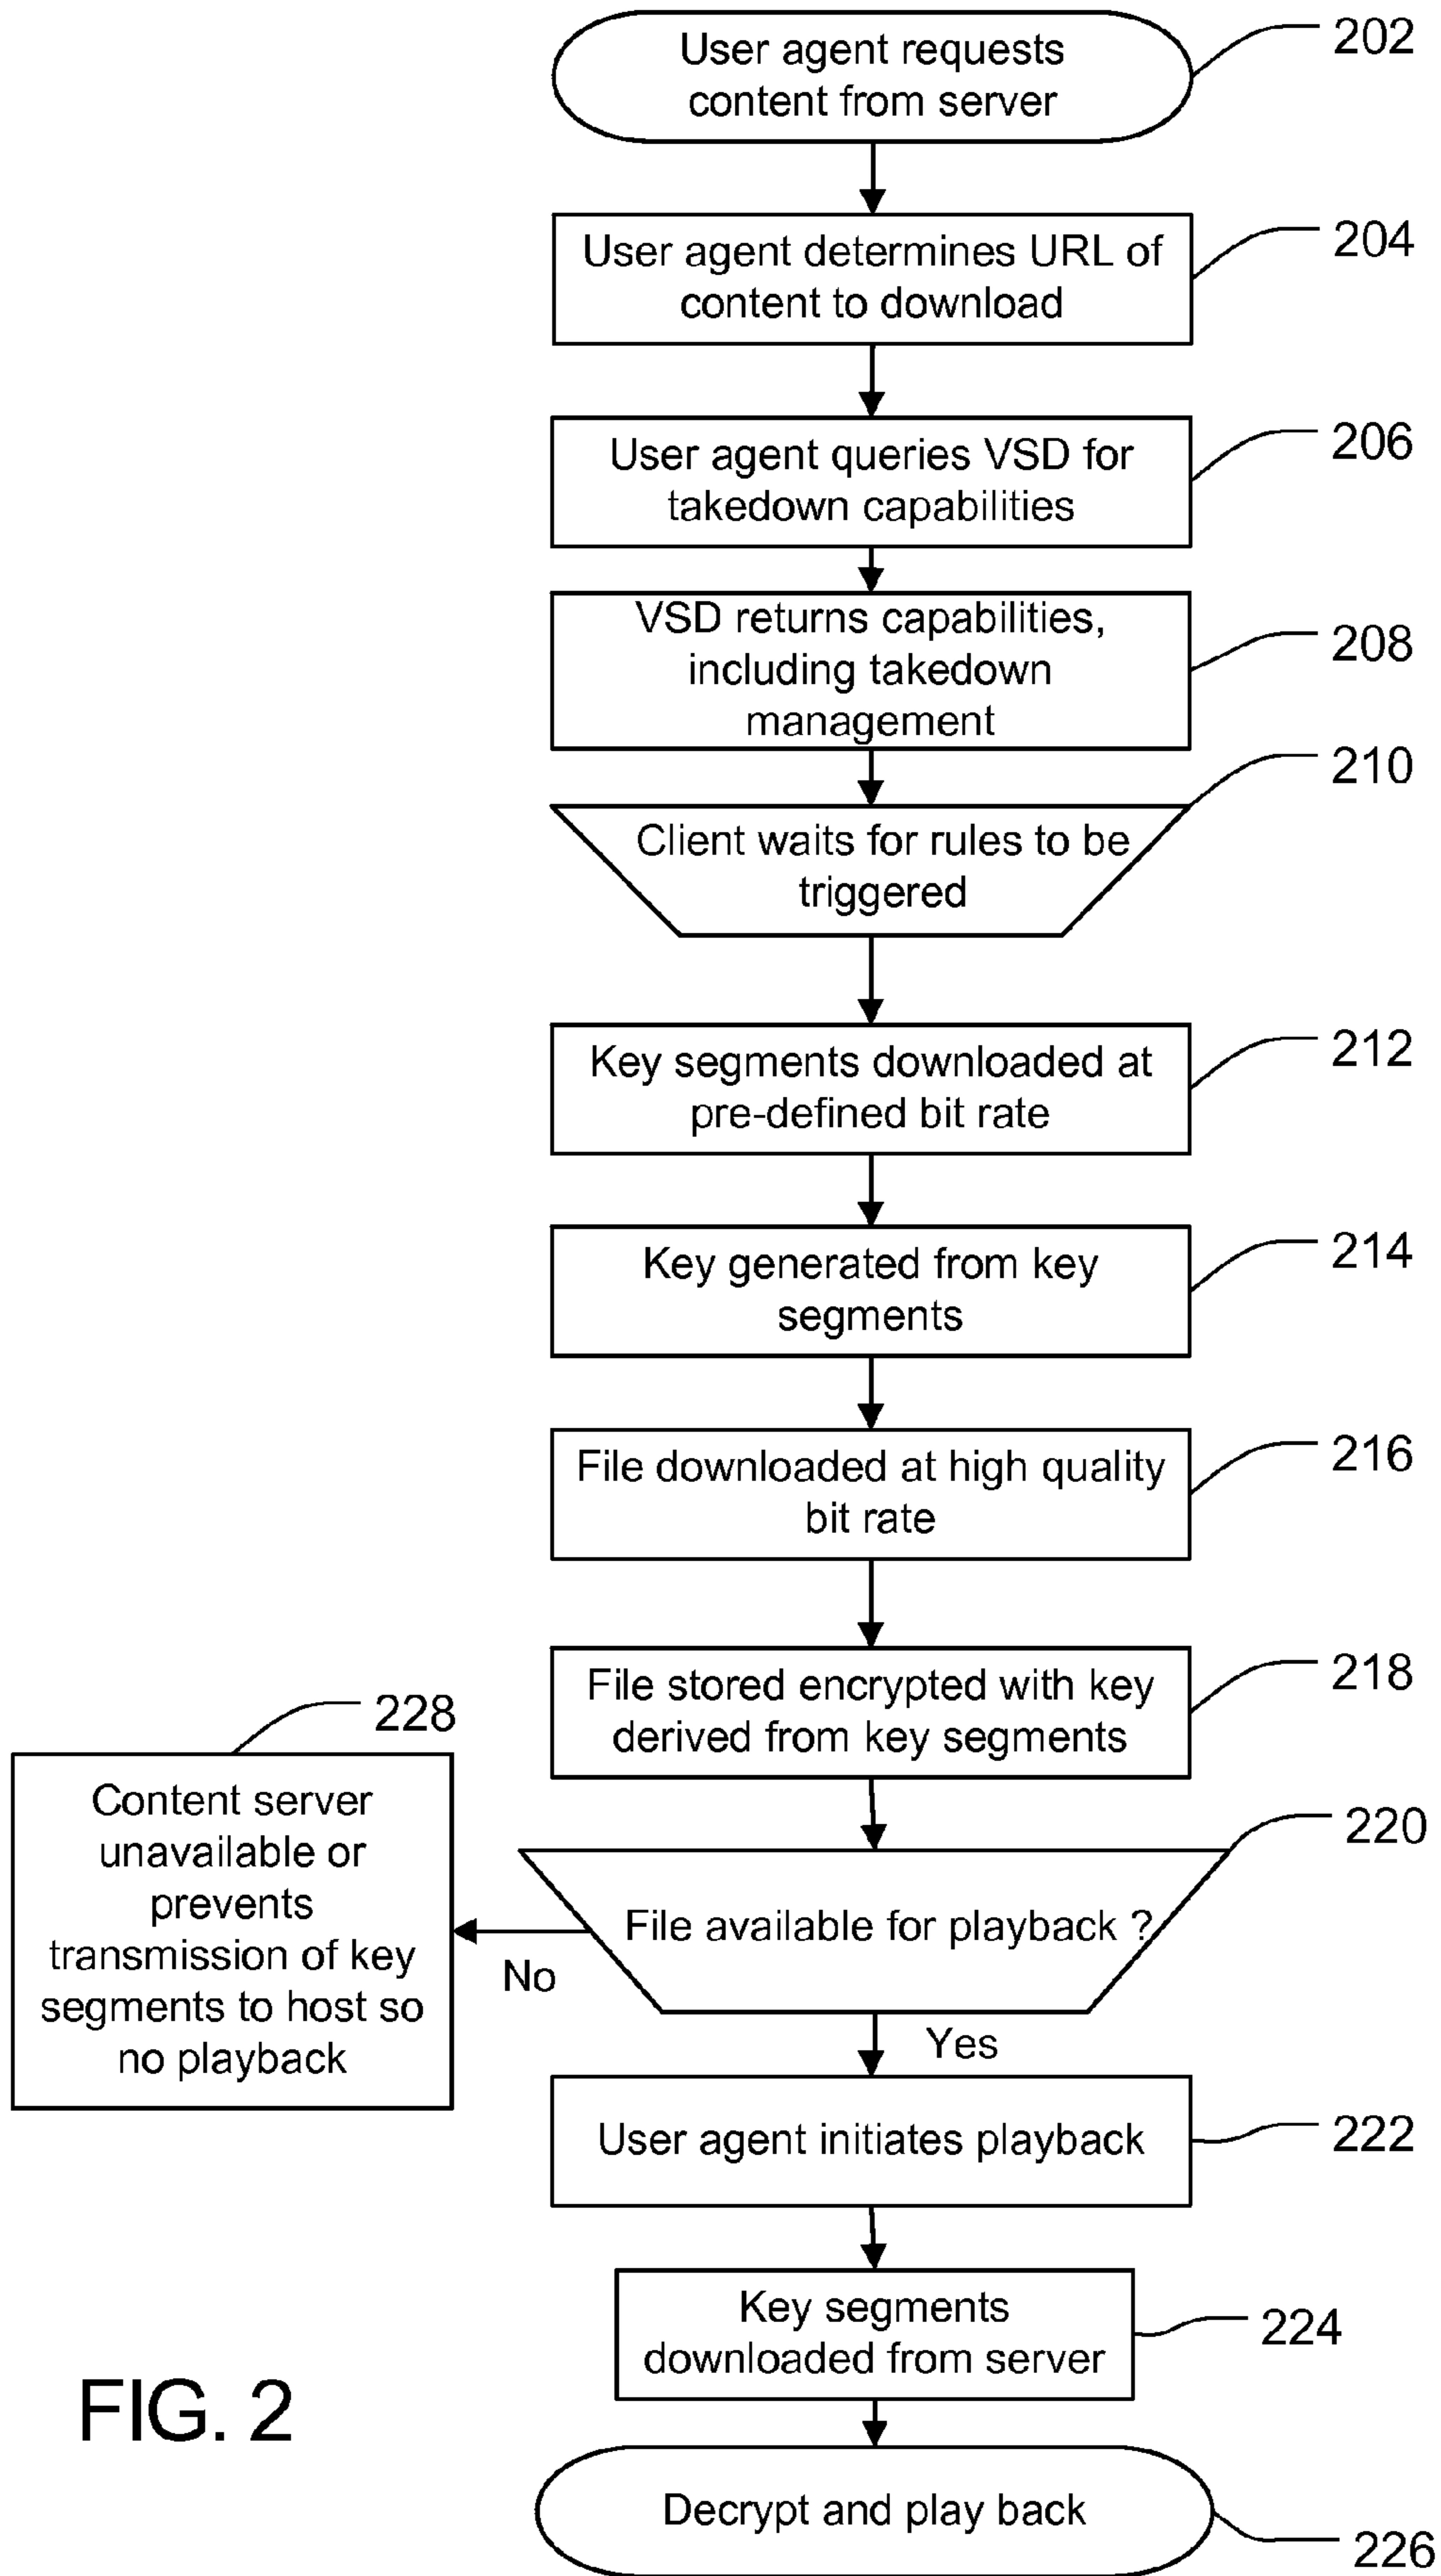 User agent requests
content from server
202
User agent determines URL of
content to download
204
User agent queries VSD for
takedown capabilities
206
VSD returns capabilities,
including takedown
management
208
210
Client waits for rules to be
triggered
Key segments downloaded at
pre-defined bit rate
212
Key generated from key
segments
214
File downloaded at high quality
bit rate
216
File stored encrypted with key
derived from key segments
218
228
Content server
unavailable or
prevents
transmission of key
segments to host so
no playback
220
File available for playback ?
No
Yes
User agent initiates playback
222
Key segments
downloaded from server
224
FIG. 2
Decrypt and play back
226